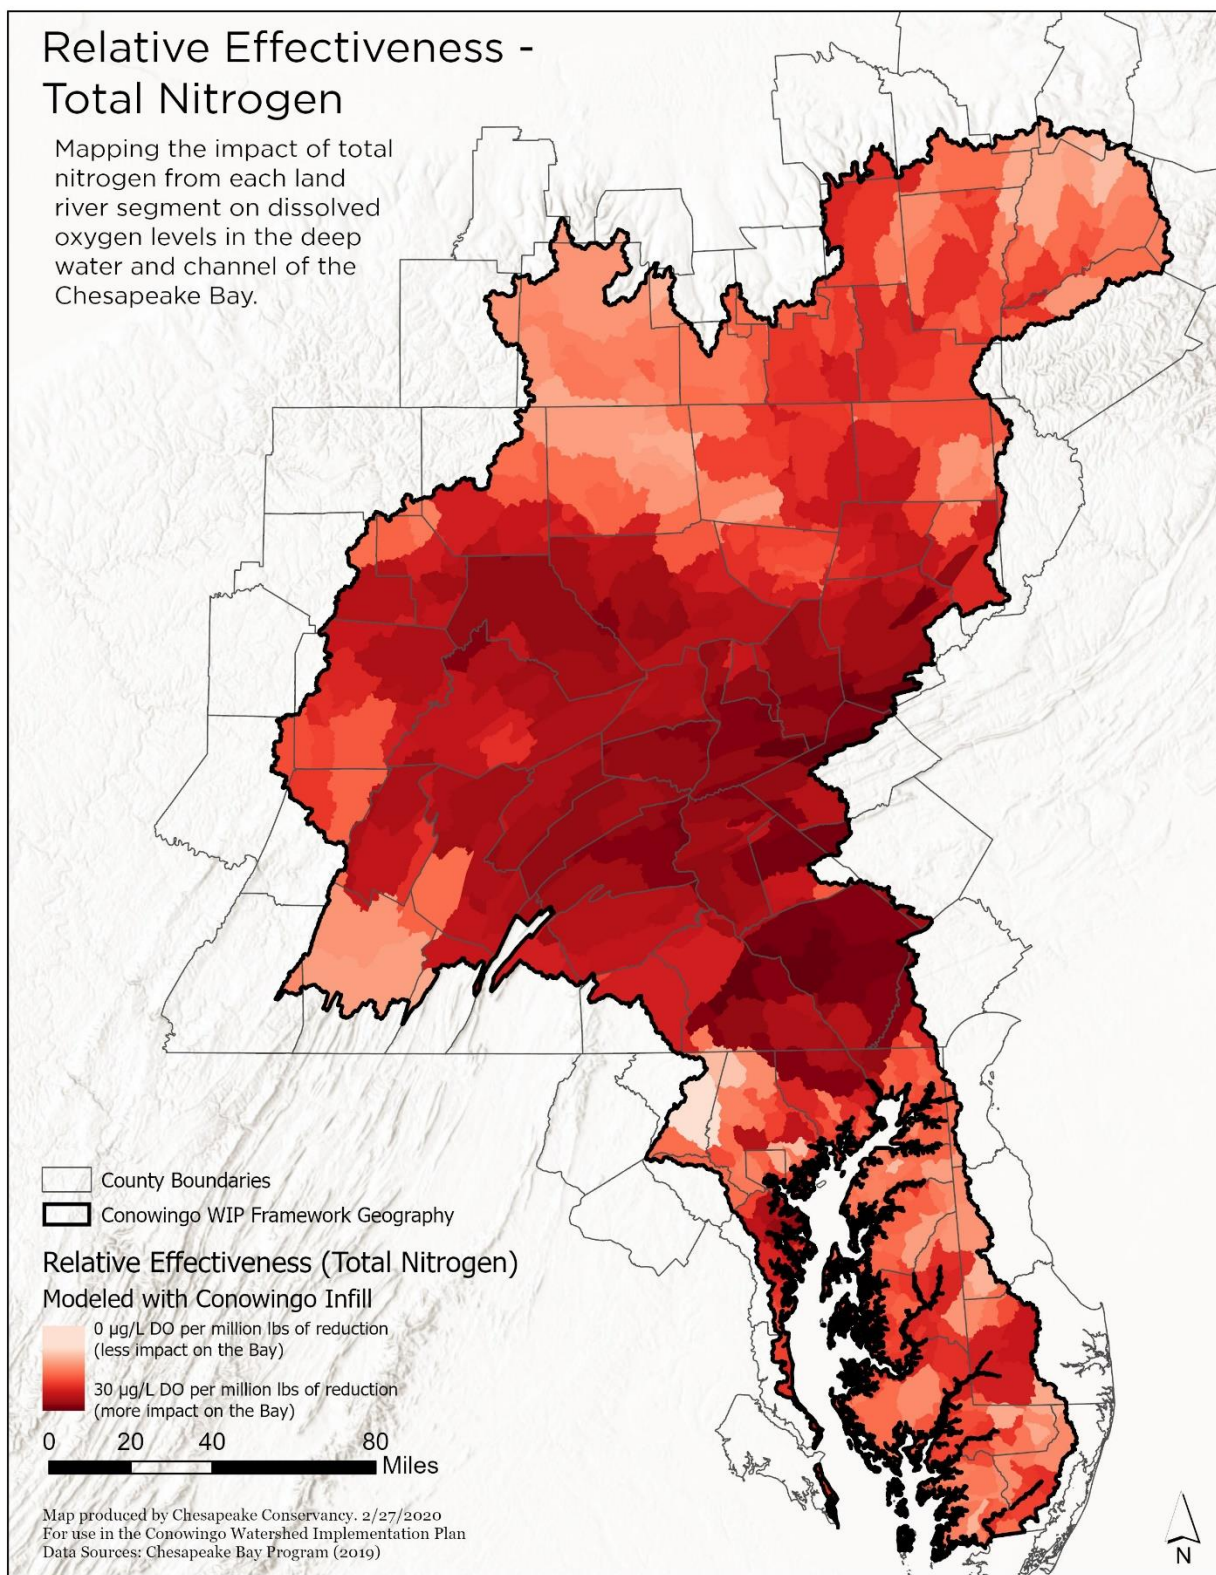 Relative Effectiveness -
Total Nitrogen
Mapping the impact of total
nitrogen from each land
river segment on dissolved
oxygen levels in the deep
water and channel of the
Chesapeake Bay.
County Boundaries
Conowingo WIP Framework Geography
Relative Effectiveness (Total Nitrogen)
Modeled with Conowingo Infill
0 µg/L DO per million lbs of reduction
(less impact on the Bay)
30 µg/L DO per million lbs of reduction
(more impact on the Bay)
0 20 40 80
Miles
Map produced by Chesapeake Conservancy. 2/27/2020
For use in the Conowingo Watershed Implementation Plan
Data Sources: Chesapeake Bay Program (2019)
N